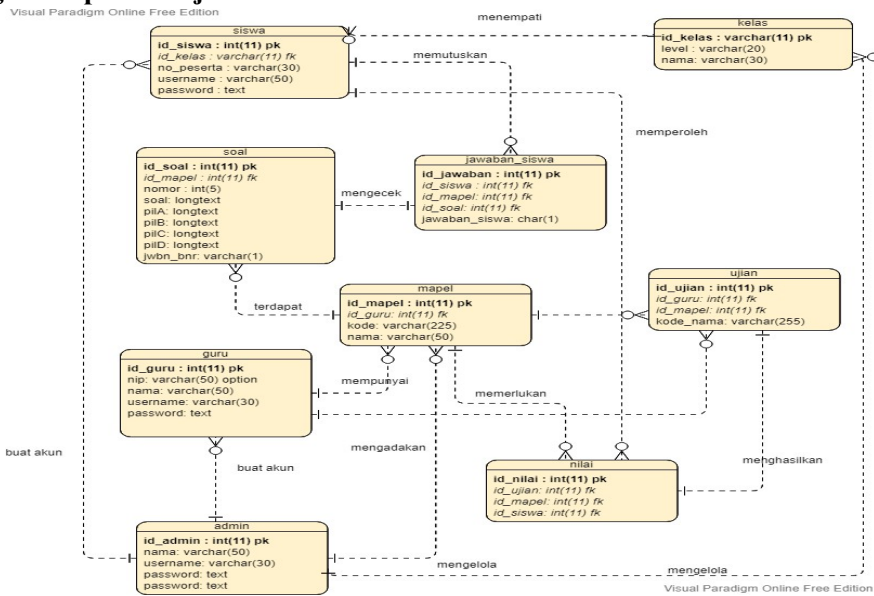 Visual Paradigm Online Free Edition
siswa
id_siswa : int(11) pk
id_kelas : varchar(11) fk
no_peserta : varchar(30)
username : varchar(50)
password : text
menempati
kelas
id_kelas : varchar(11) pk
level : varchar(20)
nama: varchar(30)
memutuskan
memperoleh
soal
id_soal : int(11) pk
id_mapel : int(11) fk
nomor : int(5)
soal: longtext
pilA: longtext
pilB: longtext
pilC: longtext
pilD: longtext
jwbn_bnr: varchar(1)
mengecek
jawaban_siswa
id_jawaban : int(11) pk
id_siswa : int(11) fk
id_mapel: int(11) fk
id_soal: int(11) fk
jawaban_siswa: char(1)
terdapat
mapel
id_mapel : int(11) pk
id_guru: int(11) fk
kode: varchar(225)
nama: varchar(50)
ujian
id_ujian : int(11) pk
id_guru: int(11) fk
id_mapel: int(11) fk
kode_nama: varchar(255)
guru
id_guru : int(11) pk
nip: varchar(50) option
nama: varchar(50)
username: varchar(30)
password: text
mempunyai
memerlukan
mengadakan
buat akun
buat akun
menghasilkan
nilai
id_nilai : int(11) pk
id_ujian: int(11) fk
id_mapel: int(11) fk
id_siswa: int(11) fk
admin
id_admin : int(11) pk
nama: varchar(50)
username: varchar(30)
password: text
password: text
mengelola
mengelola
Visual Paradigm Online Free Edition